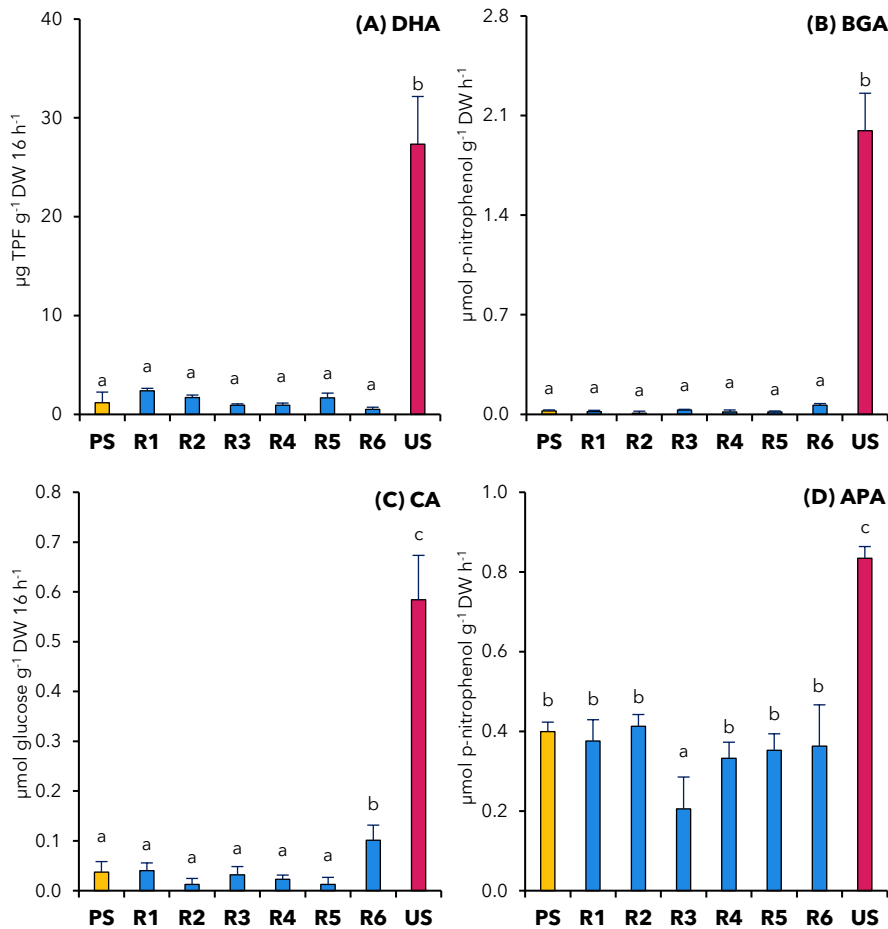 (A) DHA
µg TPF g-1 DW 16 h-1
40
30
20
10
0
a a a a a a a b
PS R1 R2 R3 R4 R5 R6 US
(B) BGA
µmol p-nitrophenol g-1 DW h-1
2.8
2.1
1.4
0.7
0.0
a a a a a a a b
PS R1 R2 R3 R4 R5 R6 US
(C) CA
µmol glucose g-1 DW 16 h-1
0.8
0.7
0.6
0.5
0.4
0.3
0.2
0.1
0.0
a a a a a a b c
PS R1 R2 R3 R4 R5 R6 US
(D) APA
µmol p-nitrophenol g-1 DW h-1
1.0
0.8
0.6
0.4
0.2
0.0
b b b a b b b c
PS R1 R2 R3 R4 R5 R6 US